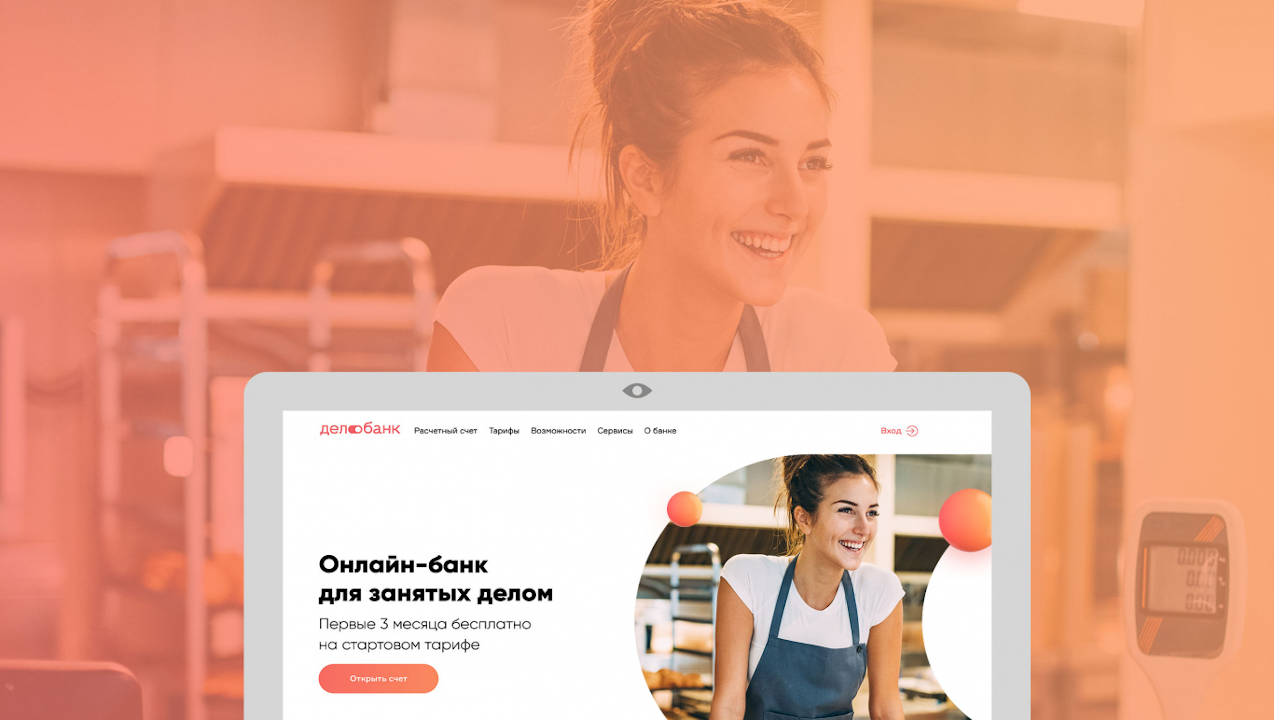 делобанк Расчетный счет Тарифы Возможности Сервисы О банке Вход
Онлайн-банк
для занятых делом
Первые 3 месяца бесплатно
на стартовом тарифе
Открыть счет